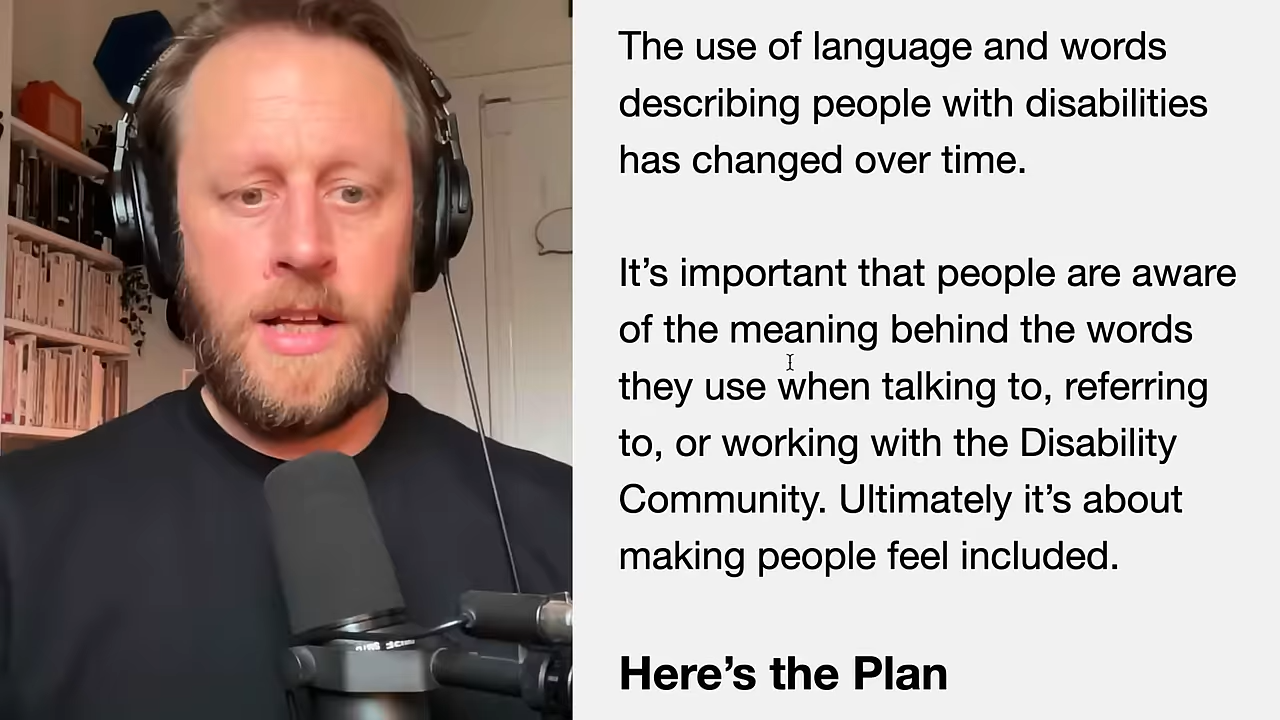 The use of language and words
describing people with disabilities
has changed over time.
It’s important that people are aware
of the meaning behind the words
they use when talking to, referring
to, or working with the Disability
Community. Ultimately it’s about
making people feel included.
Here’s the Plan